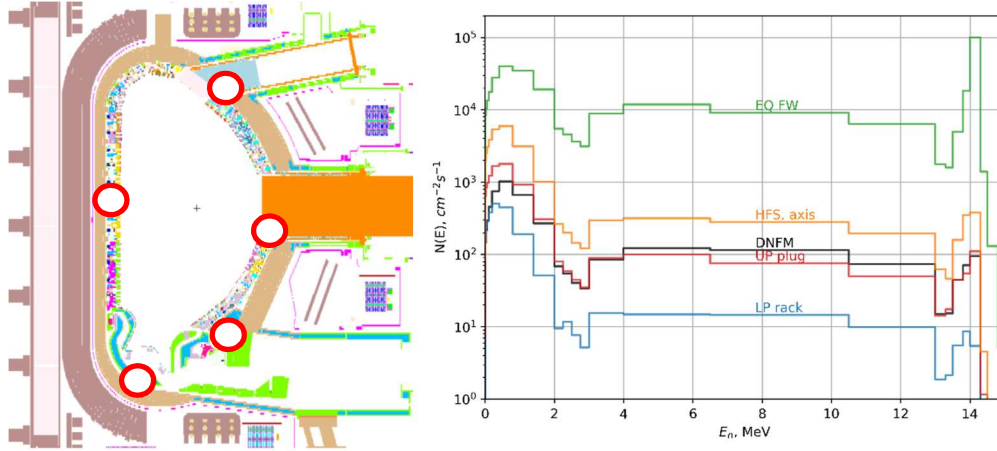 10⁵
10⁴
10³
10²
10¹
10⁰
N(E), cm⁻²s⁻¹
EQ FW
HFS, axis
DNFM
UP plug
LP rack
0 2 4 6 8 10 12 14
Eₙ, MeV